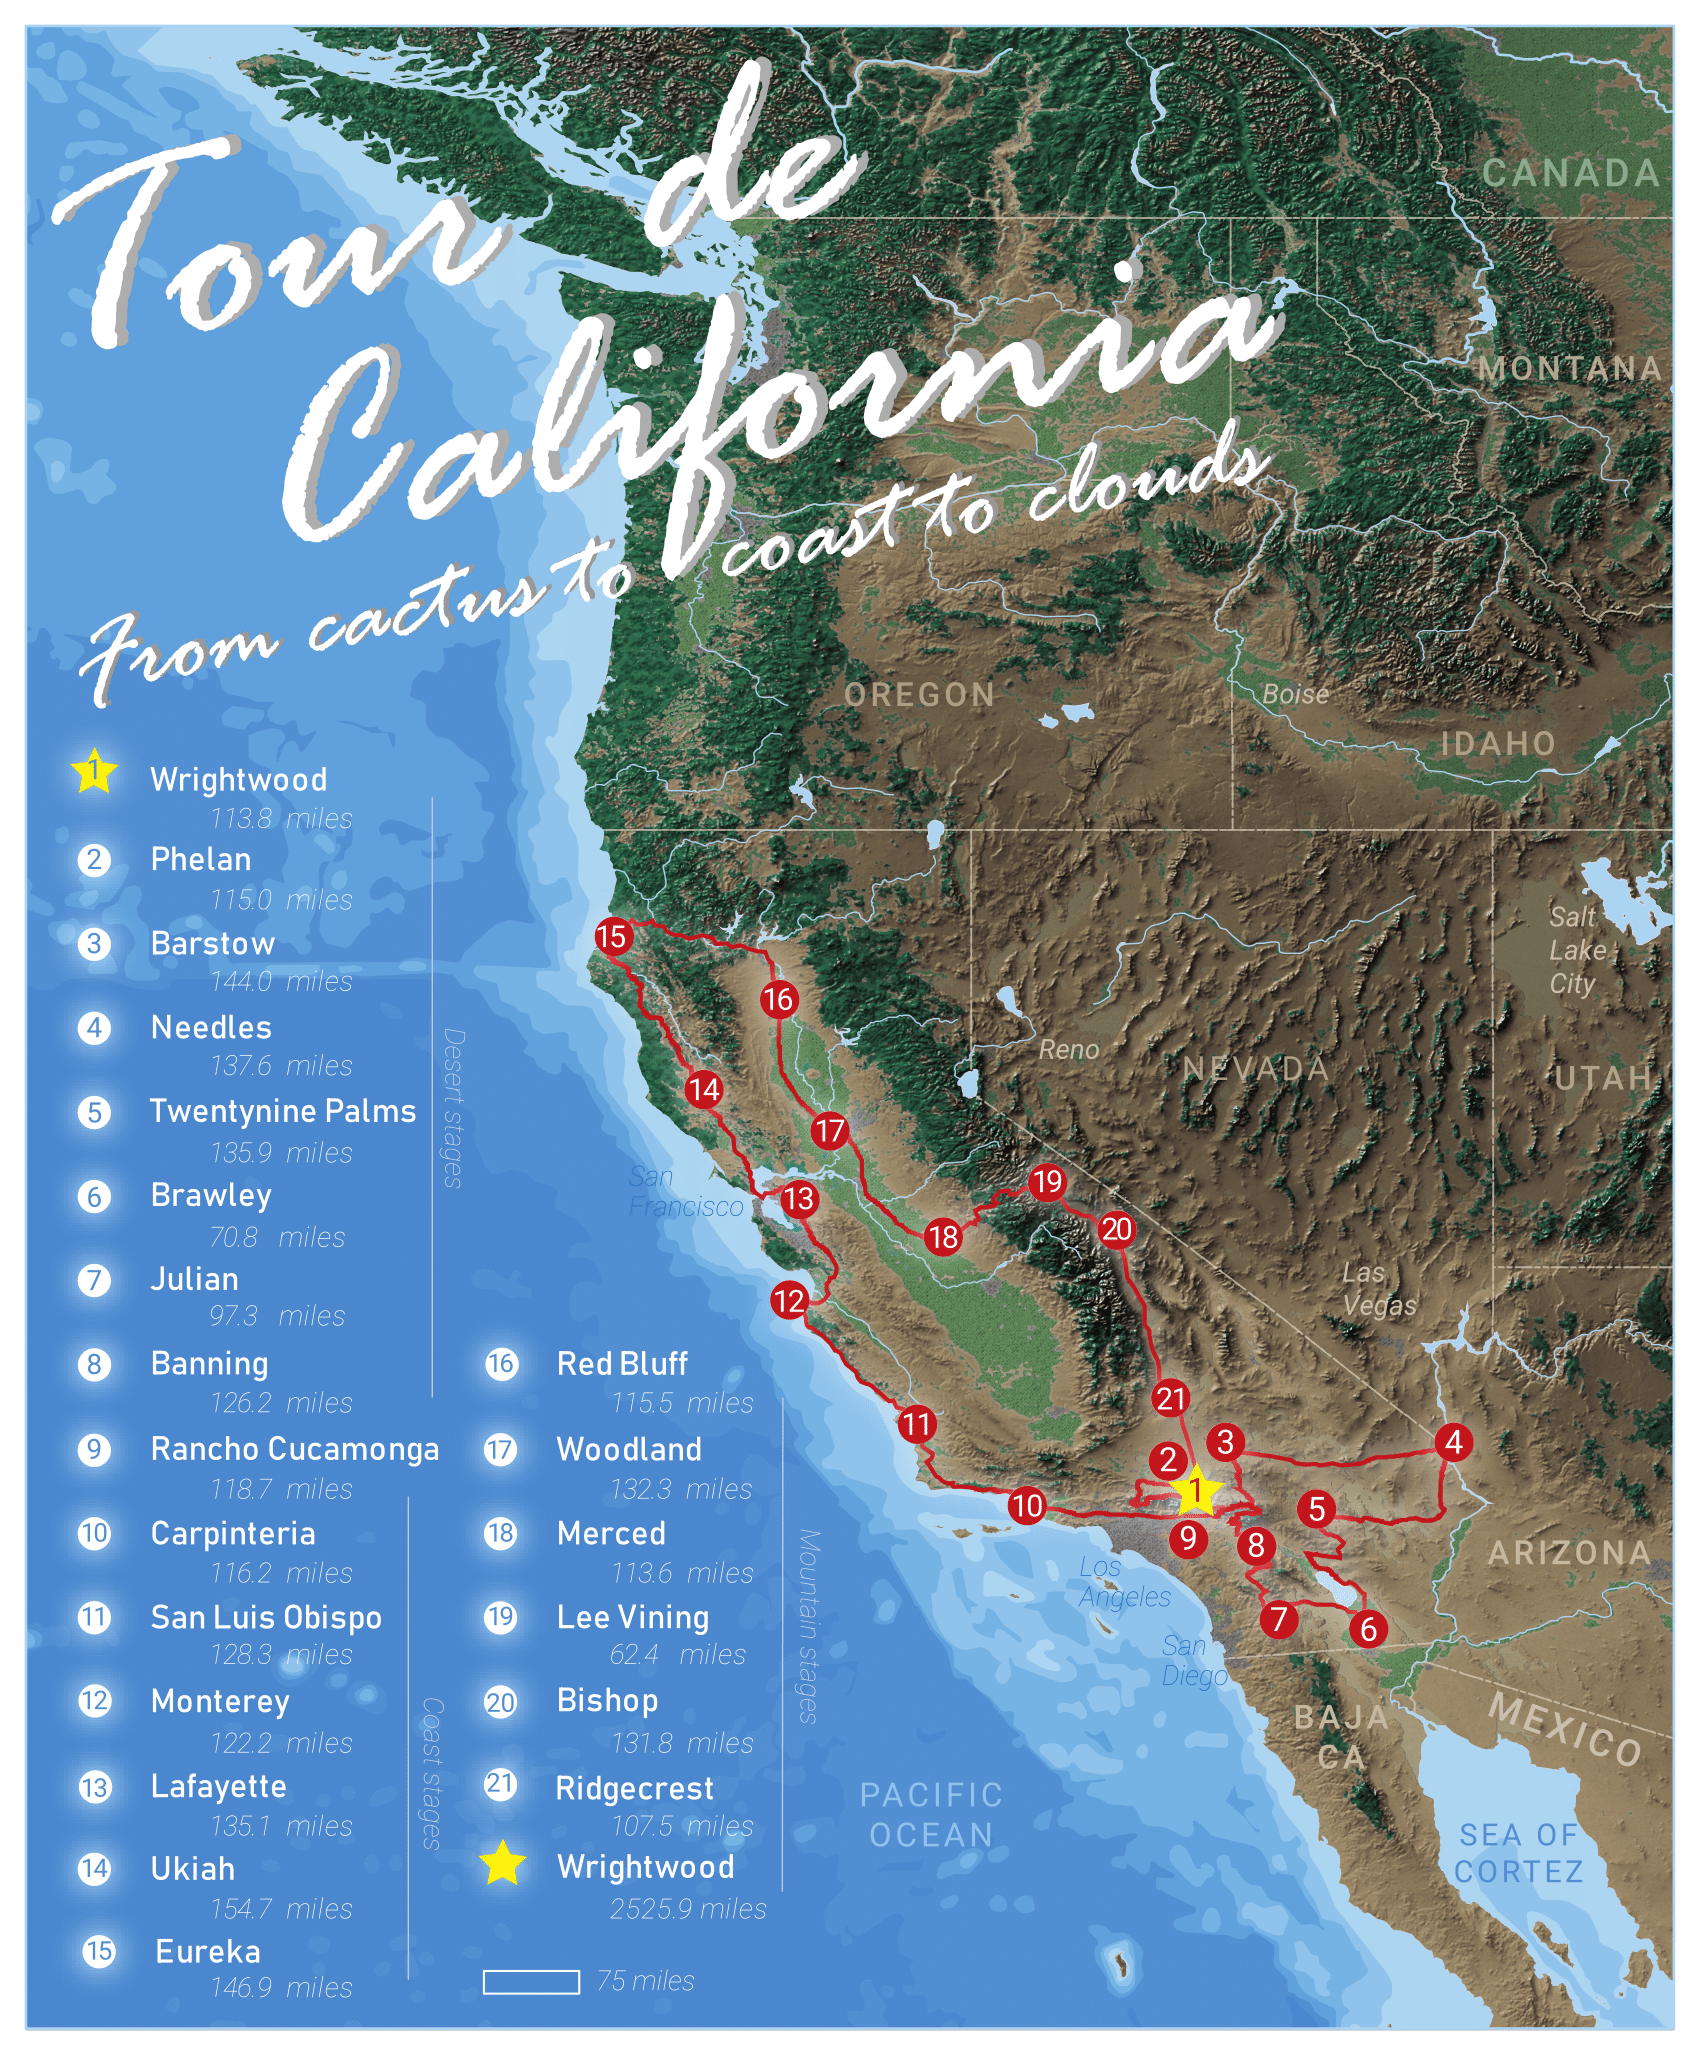 Tour de
California
From cactus to coast to clouds
1
Wrightwood
113.8 miles
2
Phelan
115.0 miles
3
Barstow
144.0 miles
4
Needles
137.6 miles
5
Twentynine Palms
135.9 miles
6
Brawley
70.8 miles
7
Julian
97.3 miles
8
Banning
126.2 miles
9
Rancho Cucamonga
118.7 miles
10
Carpinteria
116.2 miles
11
San Luis Obispo
128.3 miles
12
Monterey
122.2 miles
13
Lafayette
135.1 miles
14
Ukiah
154.7 miles
15
Eureka
146.9 miles
Desert stages
Coast stages
16
Red Bluff
115.5 miles
17
Woodland
132.3 miles
18
Merced
113.6 miles
19
Lee Vining
62.4 miles
20
Bishop
131.8 miles
21
Ridgecrest
107.5 miles
Wrightwood
2525.9 miles
Mountain stages
75 miles
CANADA
MONTANA
OREGON
Boise
IDAHO
Salt
Lake
City
Reno
NEVADA
UTAH
San
Francisco
Las
Vegas
Los
Angeles
San
Diego
ARIZONA
BAJA
CA
MEXICO
PACIFIC
OCEAN
SEA OF
CORTEZ
15
16
14
17
13
19
18
20
12
21
11
3
4
2
1
10
5
9
8
7
6